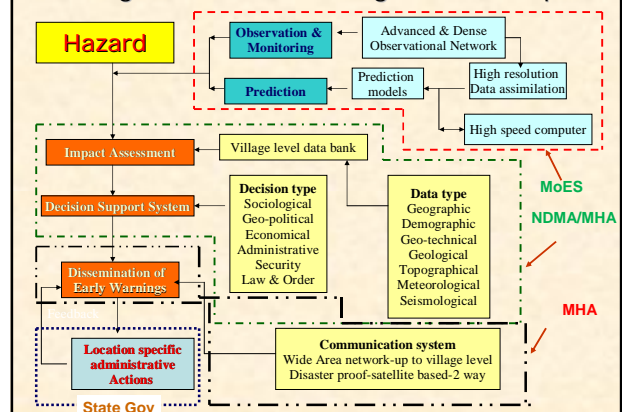 Hazard
Observation &
Monitoring
Advanced & Dense
Observational Network
Prediction
Prediction
models
High resolution
Data assimilation
High speed computer
Impact Assessment
Village level data bank
MoES
NDMA/MHA
Decision Support System
Decision type
Sociological
Geo-political
Economical
Administrative
Security
Law & Order
Data type
Geographic
Demographic
Geo-technical
Geological
Topographical
Meteorological
Seismological
Dissemination of
Early Warnings
MHA
Feedback
Location specific
administrative
Actions
Communication system
Wide Area network-up to village level
Disaster proof-satellite based-2 way
State Gov